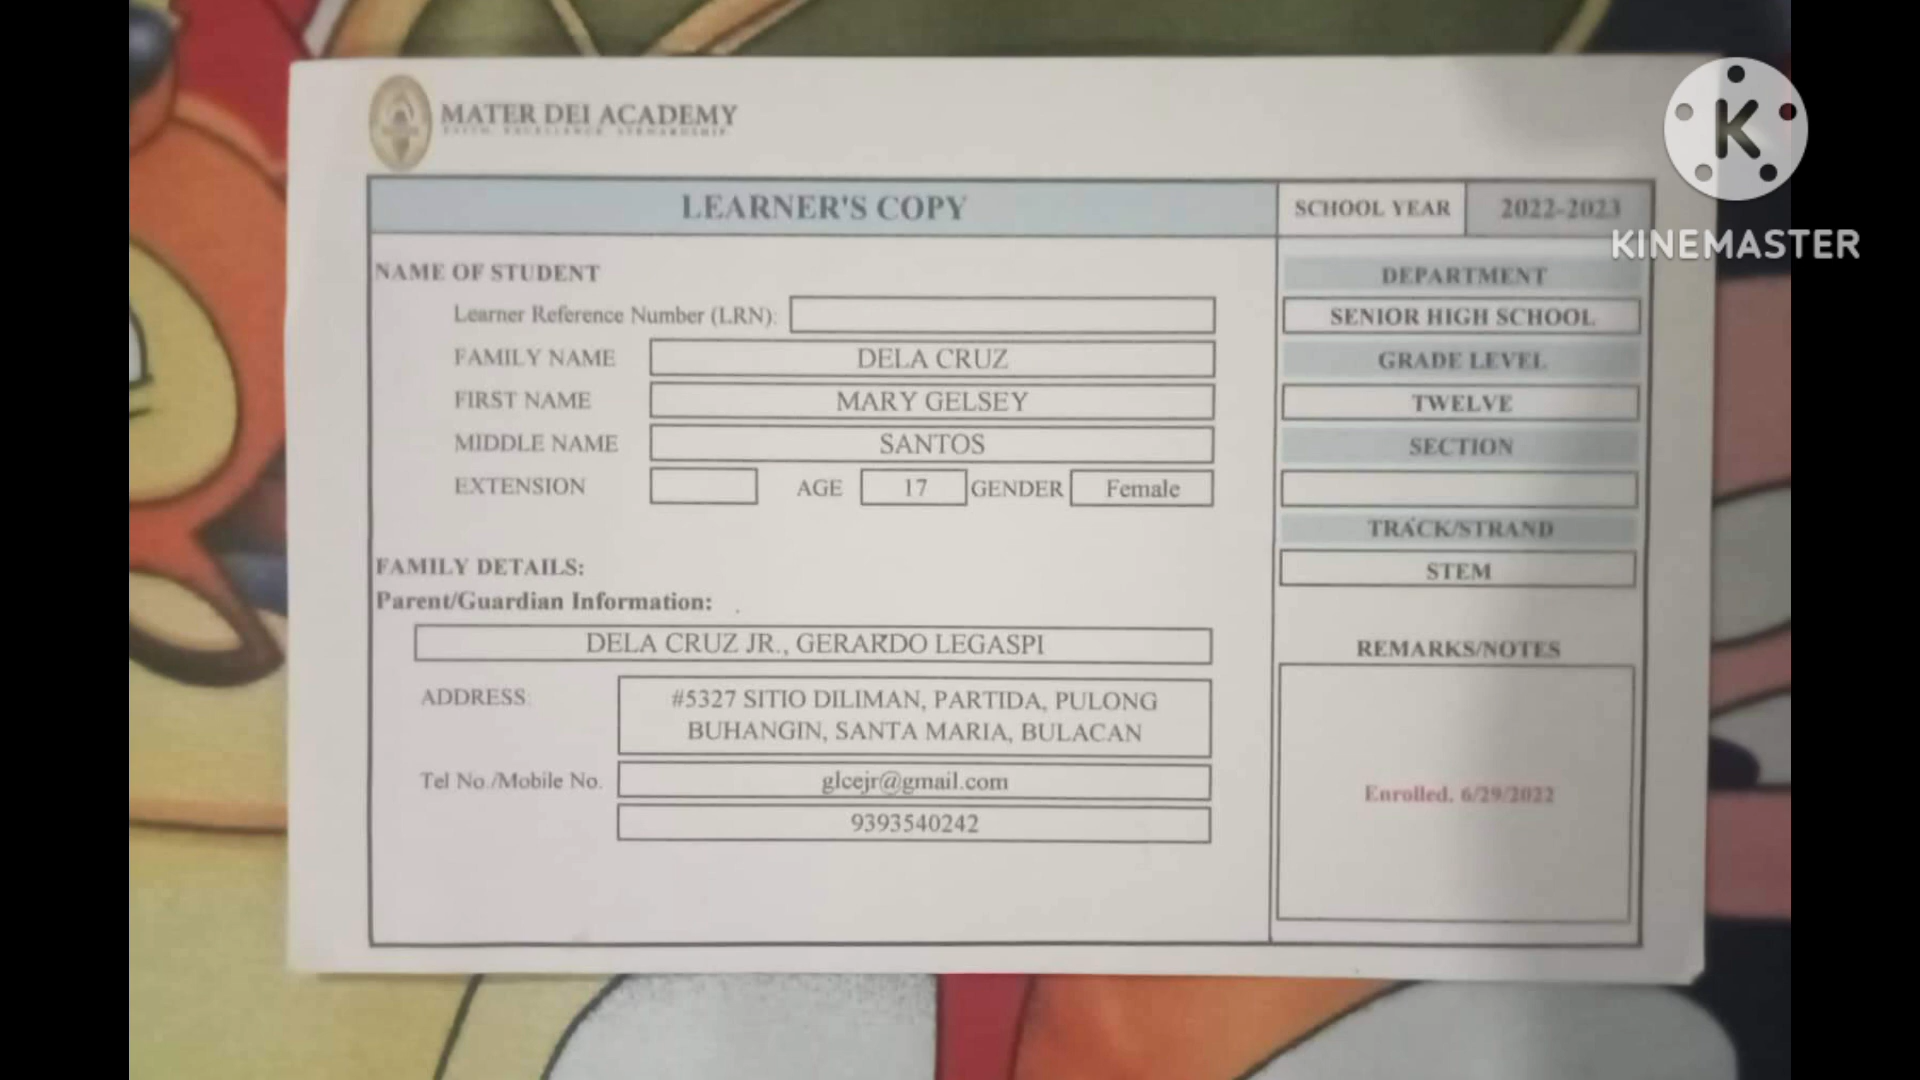 MATER DEI ACADEMY
LEARNER'S COPY
SCHOOL YEAR
2022-2023
KINEMASTER
NAME OF STUDENT
Learner Reference Number (LRN):
FAMILY NAME
DELA CRUZ
FIRST NAME
MARY GELSEY
MIDDLE NAME
SANTOS
EXTENSION
AGE
17
GENDER
Female
DEPARTMENT
SENIOR HIGH SCHOOL
GRADE LEVEL
TWELVE
SECTION
TRACK/STRAND
STEM
FAMILY DETAILS:
Parent/Guardian Information:
DELA CRUZ JR., GERARDO LEGASPI
ADDRESS
#5327 SITIO DILIMAN, PARTIDA, PULONG
BUHANGIN, SANTA MARIA, BULACAN
Tel No./Mobile No.
glcejr@gmail.com
9393540242
REMARKS/NOTES
Enrolled, 6/29/2022